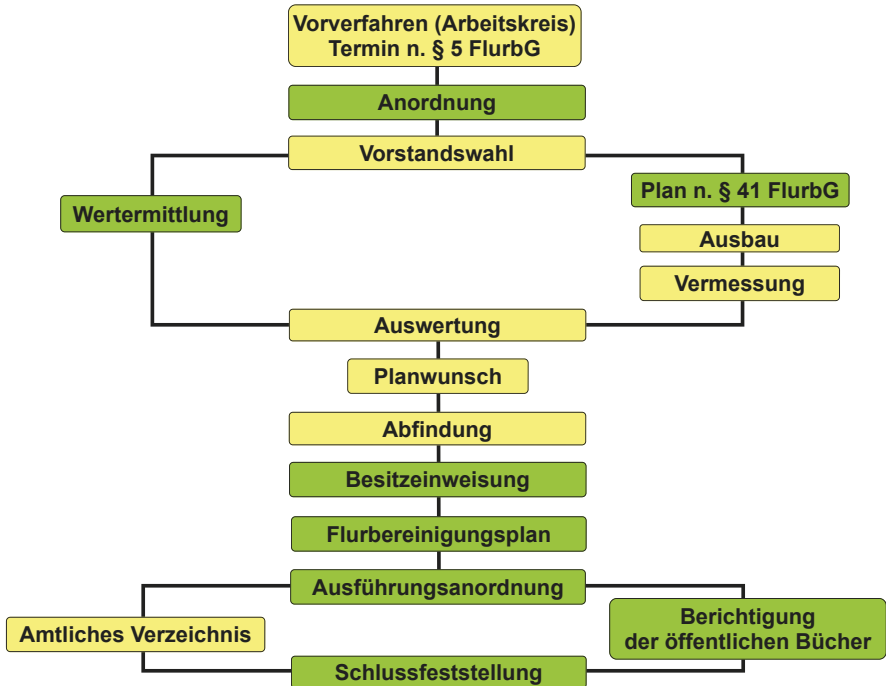 Vorverfahren (Arbeitskreis)
Termin n. § 5 FlurbG
Anordnung
Vorstandswahl
Wertermittlung
Plan n. § 41 FlurbG
Ausbau
Vermessung
Auswertung
Planwunsch
Abfindung
Besitzeinweisung
Flurbereinigungsplan
Ausführungsanordnung
Amtliches Verzeichnis
Berichtigung
der öffentlichen Bücher
Schlussfeststellung